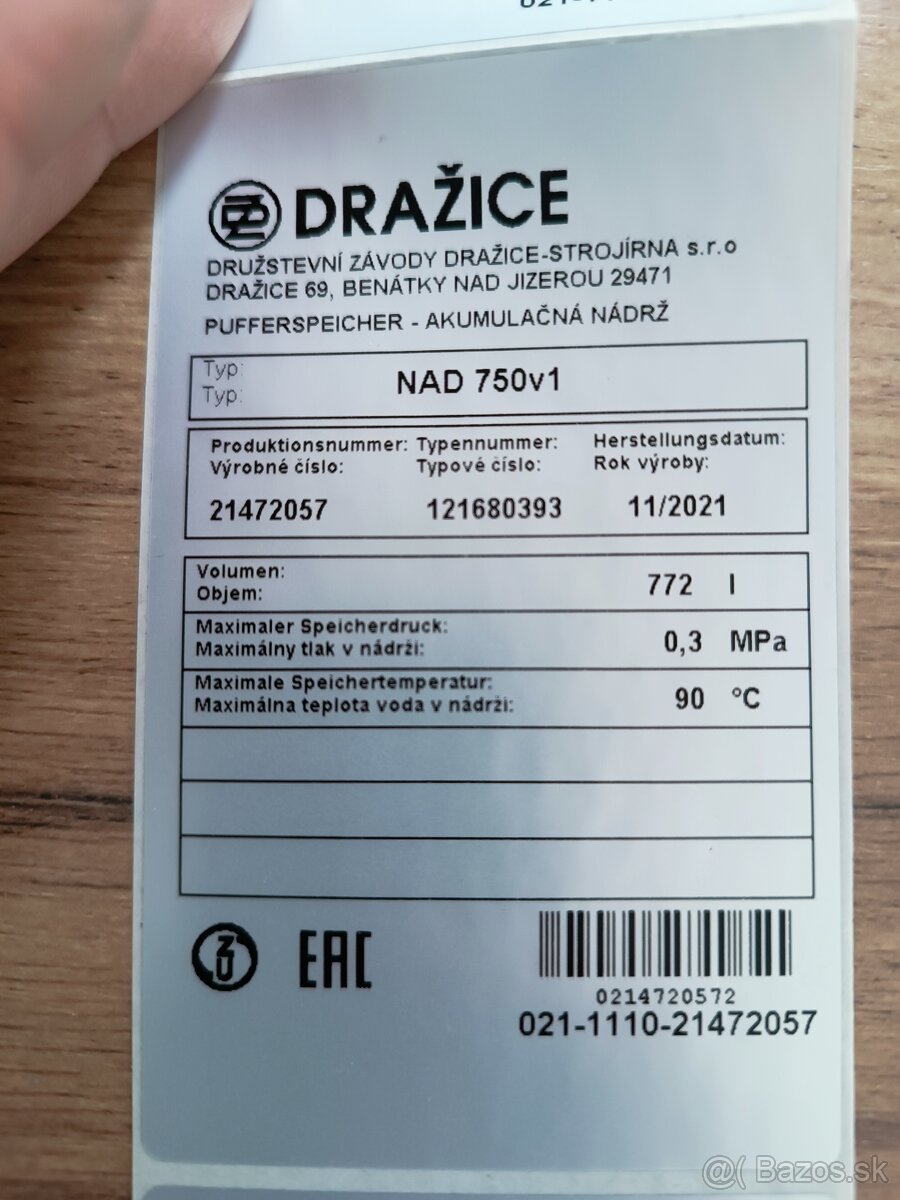 DRAŽICE
DRUŽSTEVNÍ ZÁVODY DRAŽICE-STROJÍRNA s.r.o
DRAŽICE 69, BENÁTKY NAD JIZEROU 29471
PUFFERSPEICHER - AKUMULAČNÁ NÁDRŽ
Typ:
Typ:
NAD 750v1
Produktionsnummer: Typennummer: Herstellungsdatum:
Výrobné číslo: Typové číslo: Rok výroby:
21472057 121680393 11/2021
Volumen:
Objem:
772 l
Maximaler Speicherdruck:
Maximálny tlak v nádrži:
0,3 MPa
Maximale Speichertemperatur:
Maximálna teplota voda v nádrži:
90 °C
EAC
0214720572
021-1110-21472057
@( Bazos.sk